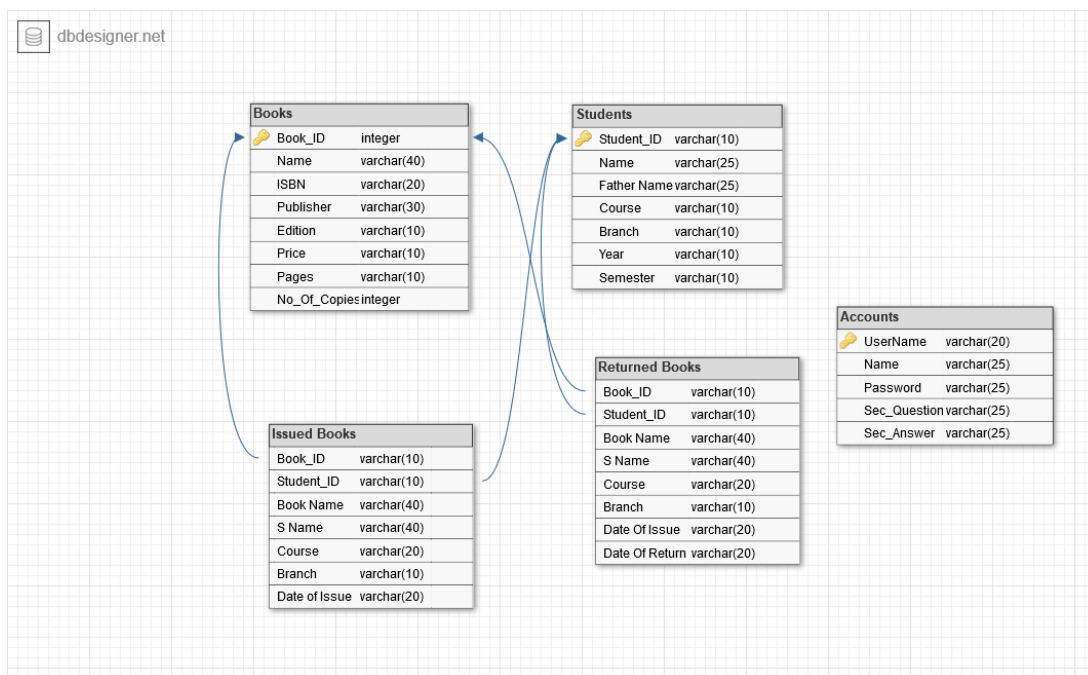 dbdesigner.net
Books
Book_ID integer
Name varchar(40)
ISBN varchar(20)
Publisher varchar(30)
Edition varchar(10)
Price varchar(10)
Pages varchar(10)
No_Of_Copies integer
Students
Student_ID varchar(10)
Name varchar(25)
Father Name varchar(25)
Course varchar(10)
Branch varchar(10)
Year varchar(10)
Semester varchar(10)
Accounts
UserName varchar(20)
Name varchar(25)
Password varchar(25)
Sec_Question varchar(25)
Sec_Answer varchar(25)
Returned Books
Book_ID varchar(10)
Student_ID varchar(10)
Book Name varchar(40)
S Name varchar(40)
Course varchar(20)
Branch varchar(10)
Date Of Issue varchar(20)
Date Of Return varchar(20)
Issued Books
Book_ID varchar(10)
Student_ID varchar(10)
Book Name varchar(40)
S Name varchar(40)
Course varchar(20)
Branch varchar(10)
Date of Issue varchar(20)